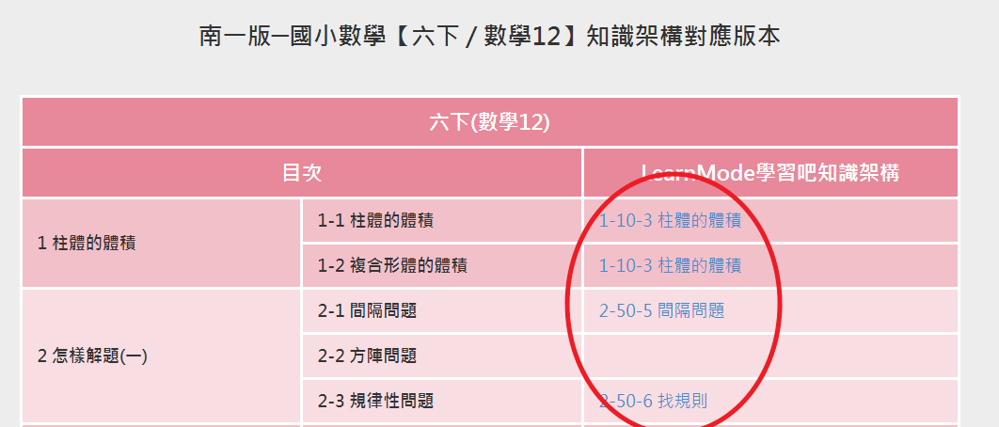 南一版─國小數學【六下 / 數學12】知識架構對應版本
六下(數學12)
目次
LearnMode學習吧知識架構
1 柱體的體積
1-1 柱體的體積
1-10-3 柱體的體積
1-2 複合形體的體積
1-10-3 柱體的體積
2 怎樣解題(一)
2-1 間隔問題
2-50-5 間隔問題
2-2 方陣問題
2-3 規律性問題
2-50-6 找規則